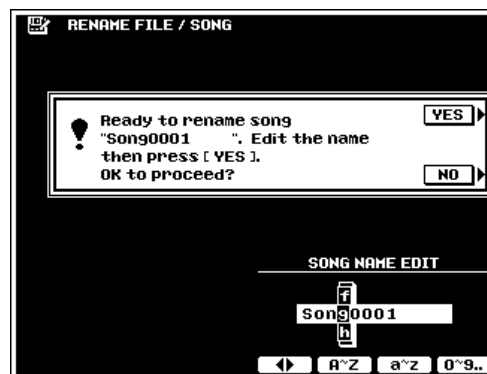 RENAME FILE / SONG
Ready to rename song
"Song0001      ". Edit the name
then press [ YES ].
OK to proceed?
YES
NO
SONG NAME EDIT
f
Song0001
h
A~Z a~z 0~9..